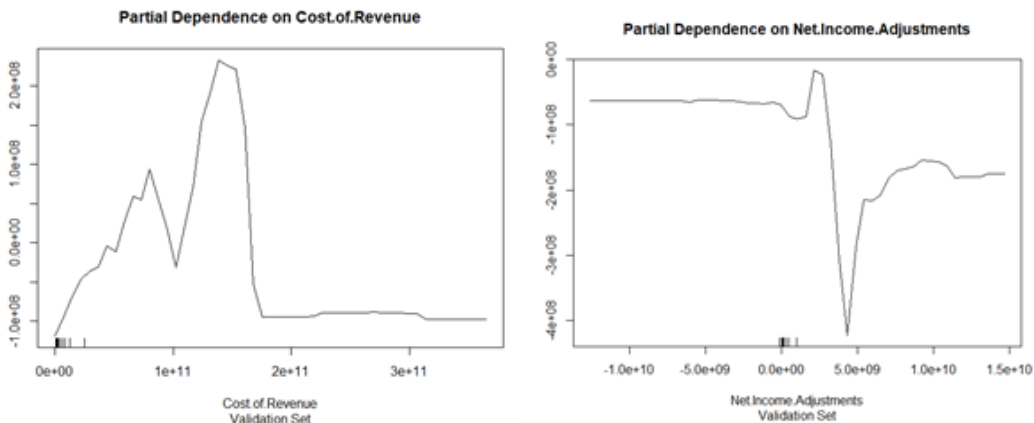 Partial Dependence on Cost.of.Revenue
2.0e+08
1.0e+08
0.0e+00
-1.0e+08
0e+00 1e+11 2e+11 3e+11
Cost.of.Revenue
Validation Set
Partial Dependence on Net.Income.Adjustments
0e+00
-1e+08
-2e+08
-3e+08
-4e+08
-1.0e+10 -5.0e+09 0.0e+00 5.0e+09 1.0e+10 1.5e+10
Net.Income.Adjustments
Validation Set